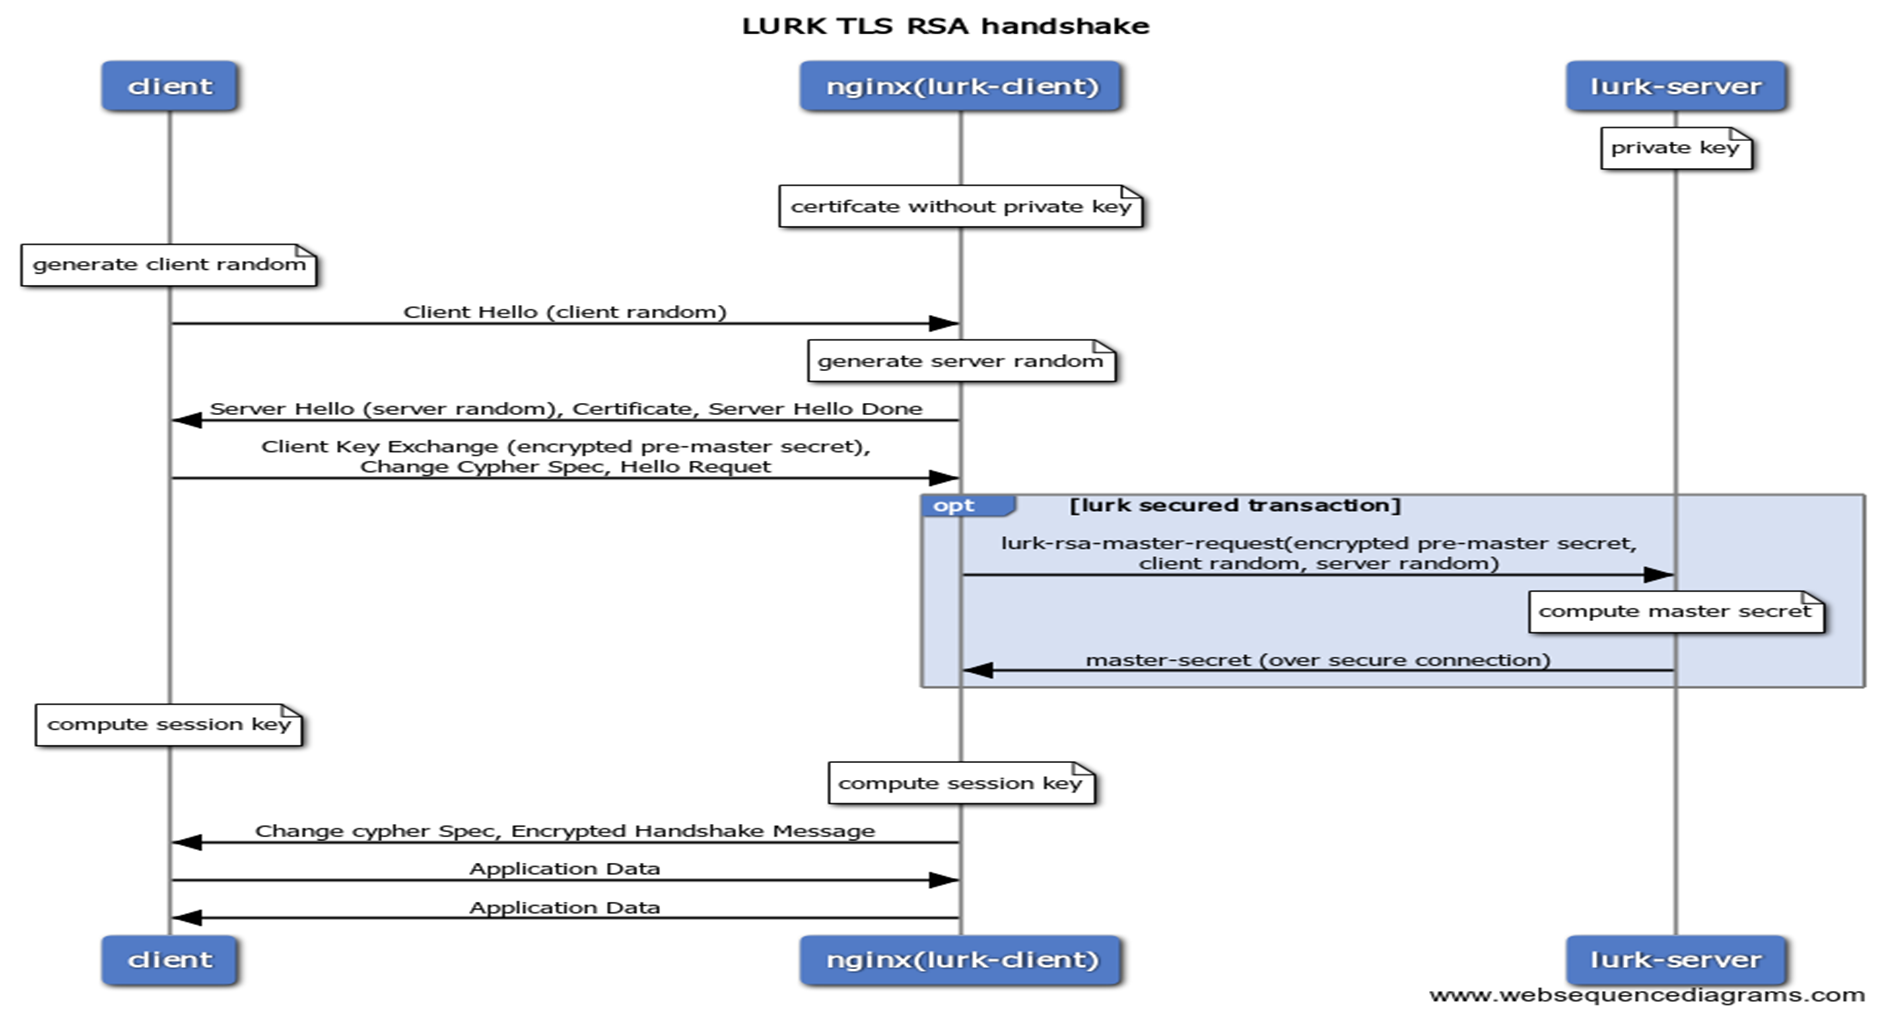 LURK TLS RSA handshake
client
nginx(lurk-client)
lurk-server
private key
certifcate without private key
generate client random
Client Hello (client random)
generate server random
Server Hello (server random), Certificate, Server Hello Done
Client Key Exchange (encrypted pre-master secret),
Change Cypher Spec, Hello Requet
opt
[lurk secured transaction]
lurk-rsa-master-request(encrypted pre-master secret,
client random, server random)
compute master secret
master-secret (over secure connection)
compute session key
compute session key
Change cypher Spec, Encrypted Handshake Message
Application Data
Application Data
client
nginx(lurk-client)
lurk-server
www.websequencediagrams.com